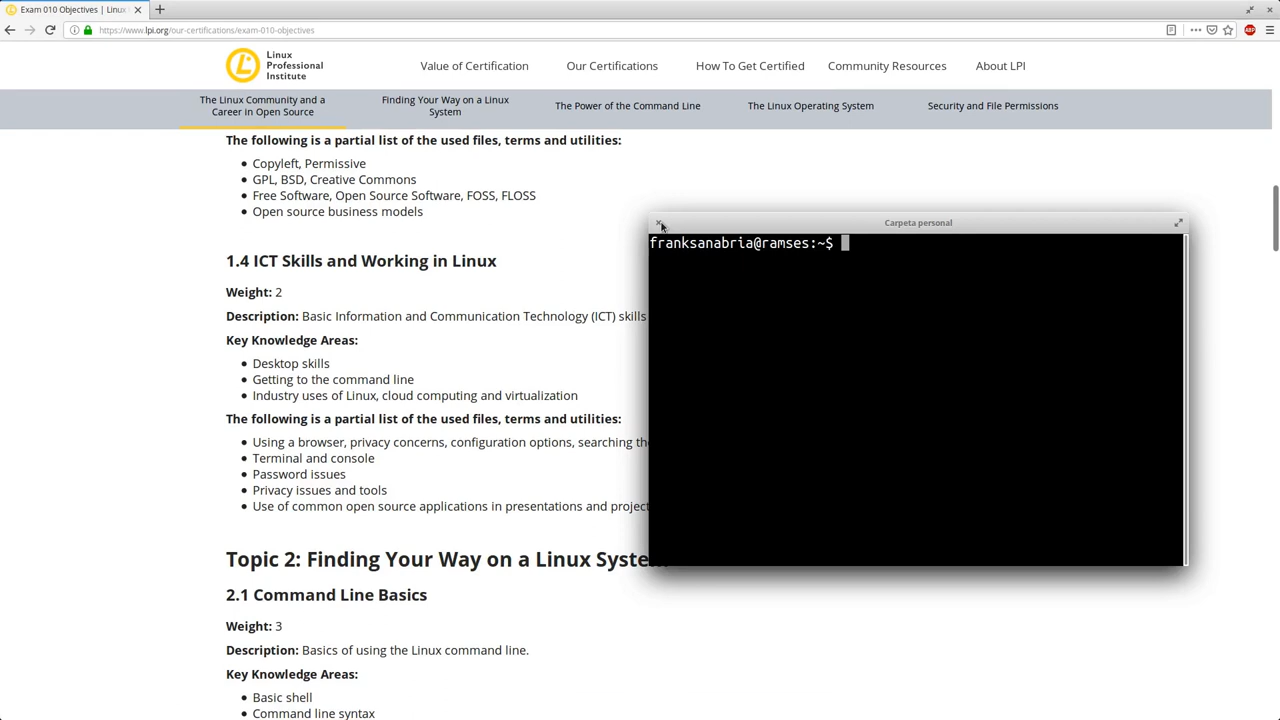 Exam 010 Objectives | Linux
https://www.lpi.org/our-certifications/exam-010-objectives
ABP
Linux
Professional
Institute
Value of Certification
Our Certifications
How To Get Certified
Community Resources
About LPI
The Linux Community and a
Career in Open Source
Finding Your Way on a Linux
System
The Power of the Command Line
The Linux Operating System
Security and File Permissions
The following is a partial list of the used files, terms and utilities:
Copyleft, Permissive
GPL, BSD, Creative Commons
Free Software, Open Source Software, FOSS, FLOSS
Open source business models
1.4 ICT Skills and Working in Linux
Weight: 2
Description: Basic Information and Communication Technology (ICT) skills
Key Knowledge Areas:
Desktop skills
Getting to the command line
Industry uses of Linux, cloud computing and virtualization
The following is a partial list of the used files, terms and utilities:
Using a browser, privacy concerns, configuration options, searching the
Terminal and console
Password issues
Privacy issues and tools
Use of common open source applications in presentations and project
Topic 2: Finding Your Way on a Linux System
2.1 Command Line Basics
Weight: 3
Description: Basics of using the Linux command line.
Key Knowledge Areas:
Basic shell
Command line syntax
Carpeta personal
franksanabria@ramses:~$